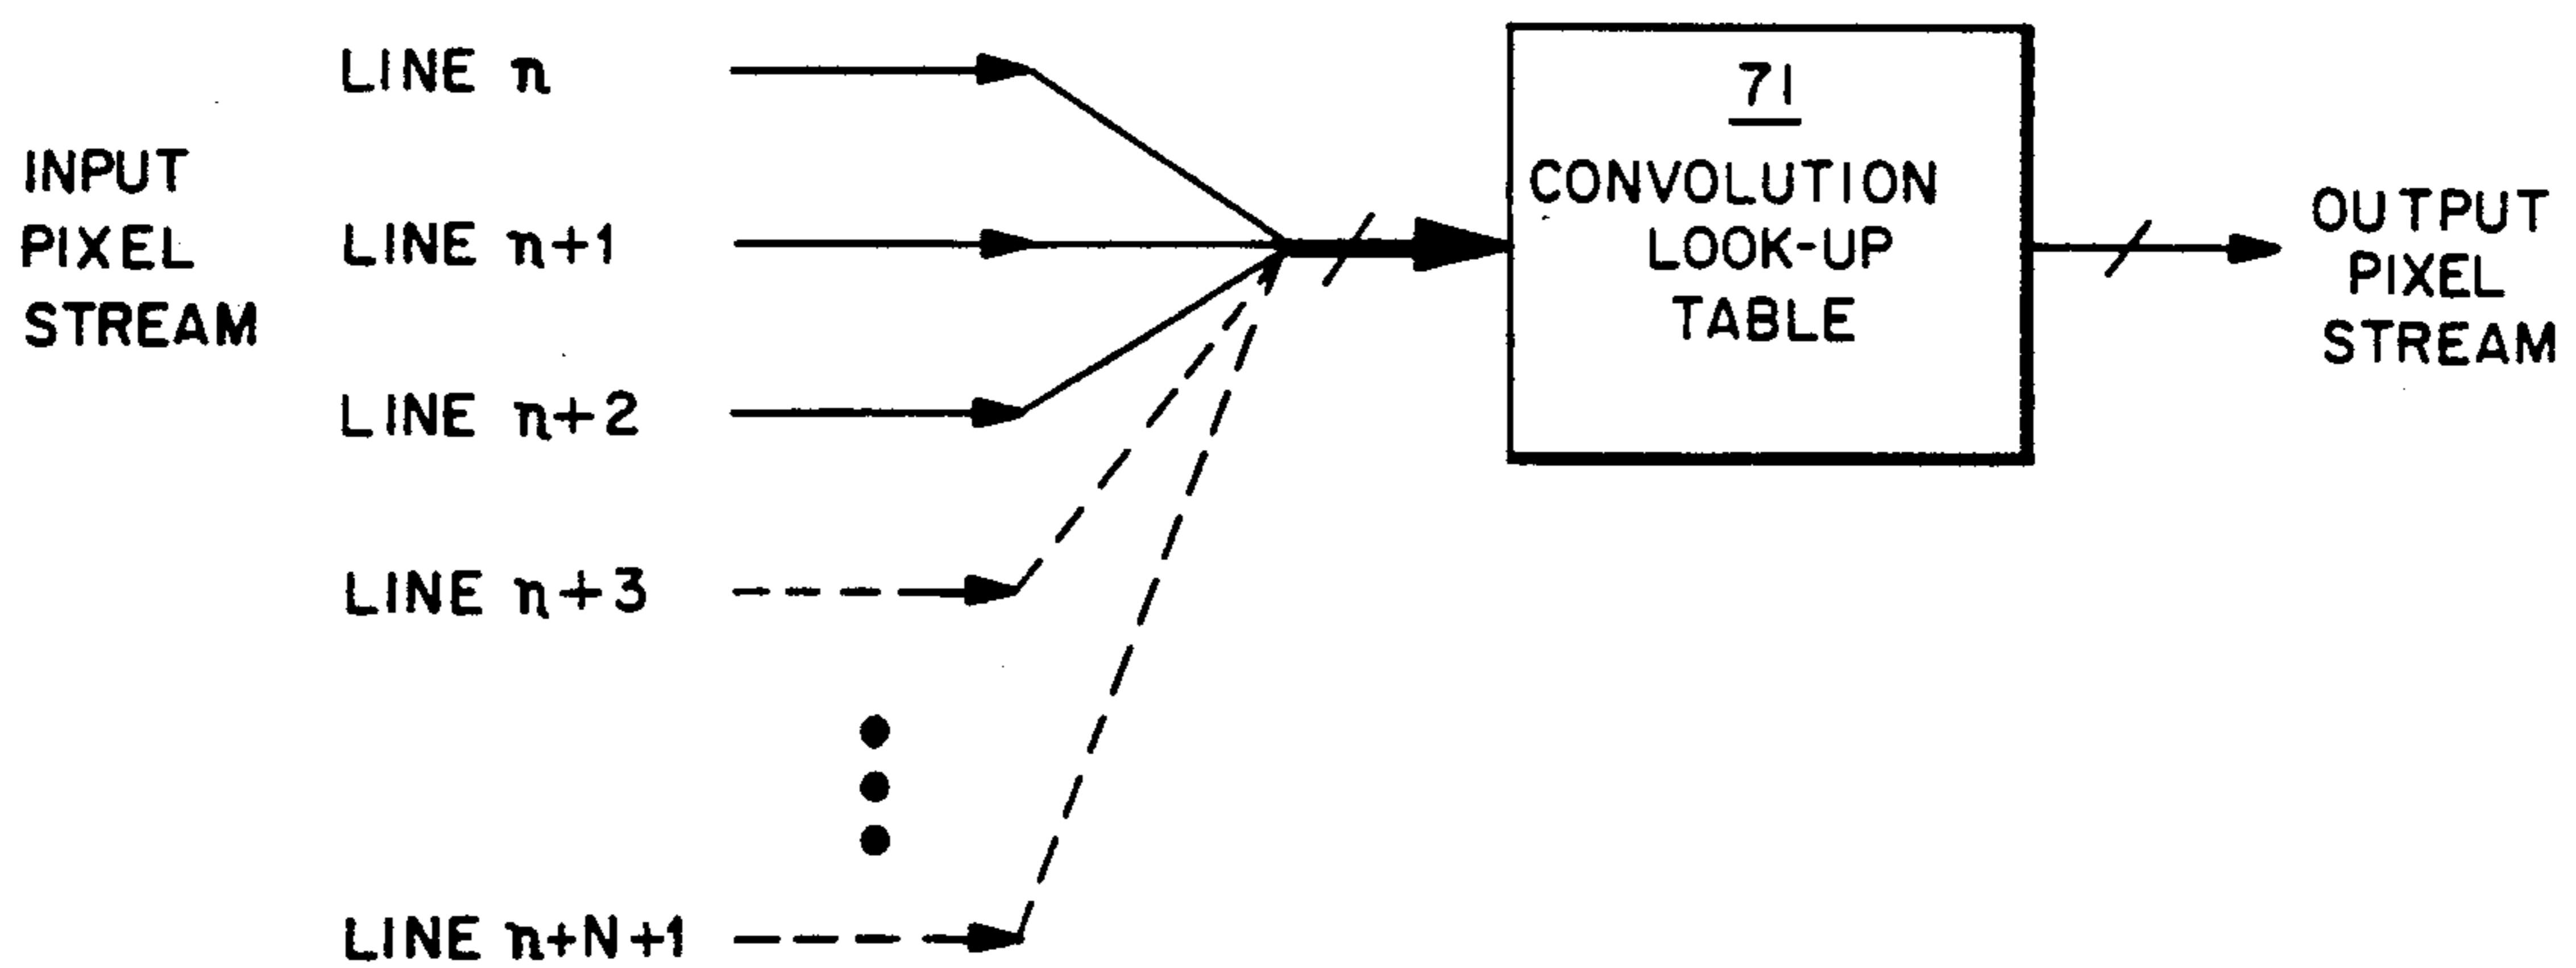 INPUT
PIXEL
STREAM
LINE n
LINE n+1
LINE n+2
LINE n+3
LINE n+N+1
71
CONVOLUTION
LOOK-UP
TABLE
OUTPUT
PIXEL
STREAM